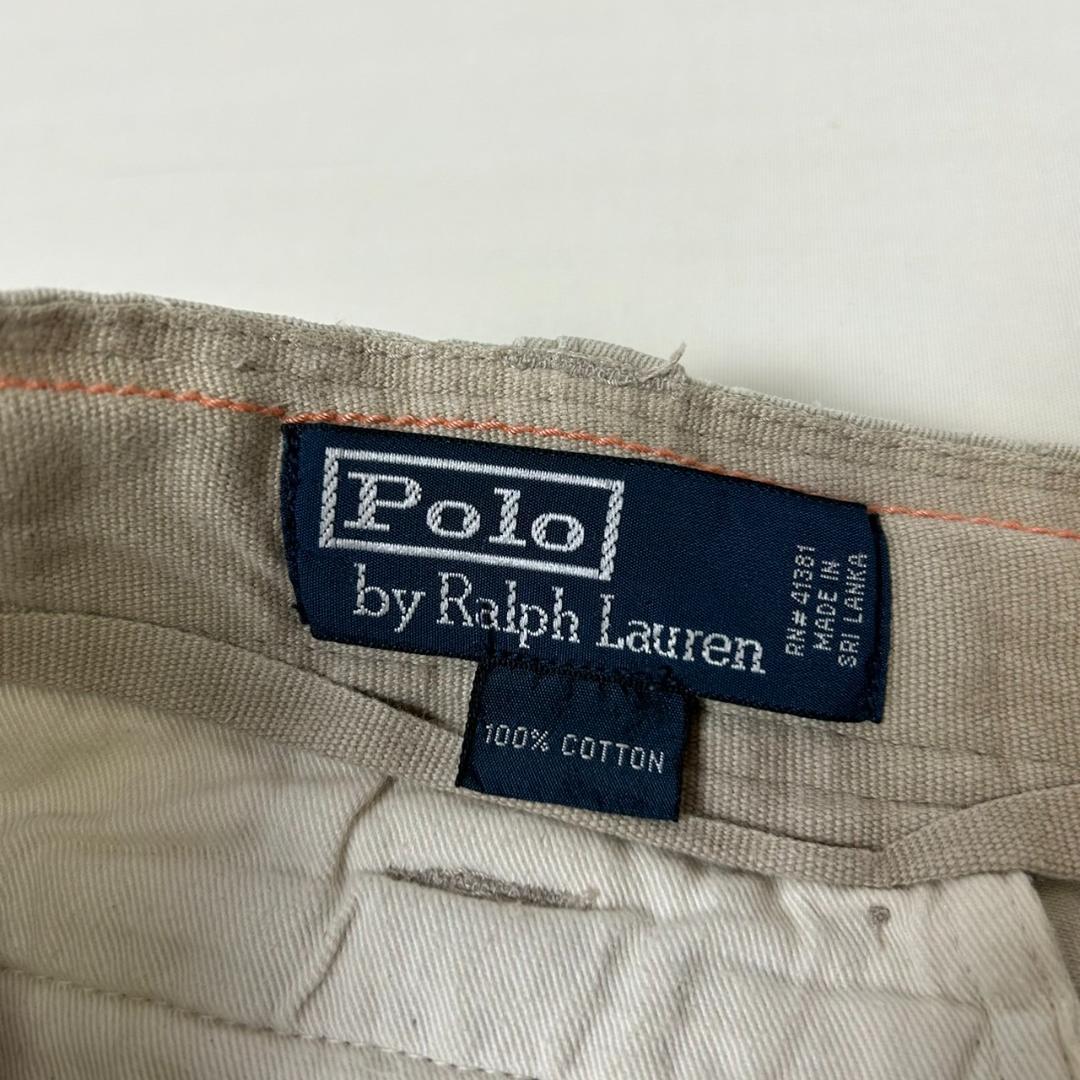 Polo
by Ralph Lauren
RN# 41381
MADE IN
SRI LANKA
100% COTTON